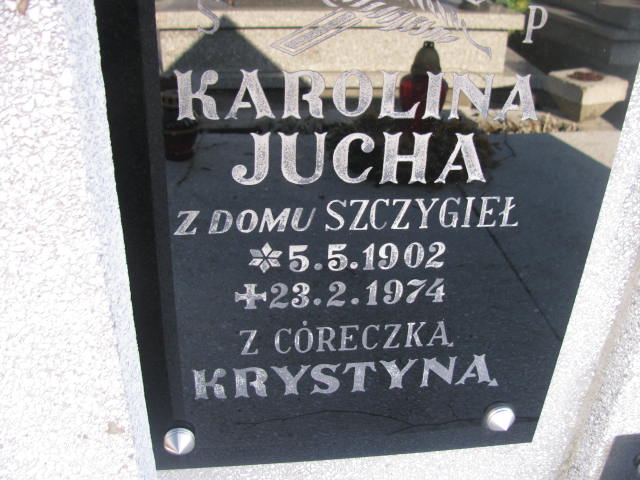 S P
KAROLINA
JUCHA
Z DOMU SZCZYGIEŁ
5.5.1902
23.2.1974
Z CÓRECZKĄ
KRYSTYNĄ